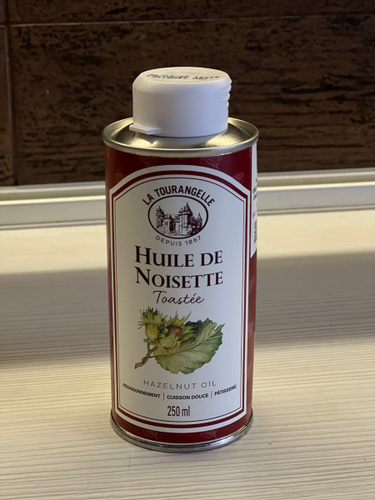 LA TOURANGELLE
DEPUIS 1867
HUILE DE
NOISETTE
Toastée
HAZELNUT OIL
ASSAISONNEMENT | CUISSON DOUCE | PÂTISSERIE
250 ml